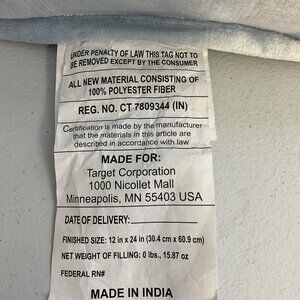 UNDER PENALTY OF LAW THIS TAG NOT TO
BE REMOVED EXCEPT BY THE CONSUMER
ALL NEW MATERIAL CONSISTING OF
100% POLYESTER FIBER
REG. NO. CT 7809344 (IN)
Certification is made by the manufacturer
that the materials in this article are
described in accordance with law
MADE FOR:
Target Corporation
1000 Nicollet Mall
Minneapolis, MN 55403 USA
DATE OF DELIVERY:
FINISHED SIZE: 12 in x 24 in (30.4 cm x 60.9 cm)
NET WEIGHT OF FILLING: 0 lbs., 15.87 oz
FEDERAL RN#
MADE IN INDIA